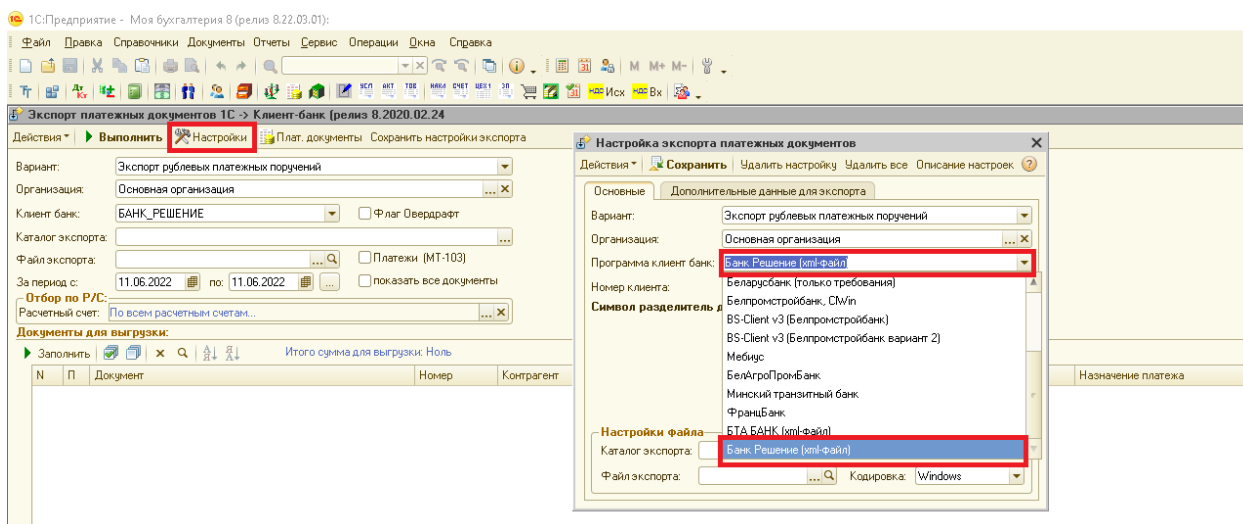 1С:Предприятие - Моя бухгалтерия 8 (релиз 8.22.03.01):
Файл Правка Справочники Документы Отчеты Сервис Операции Окна Справка
M M+ M-
Ндс Исх Ндс Вх
Экспорт платежных документов 1С -> Клиент-банк (релиз 8.2020.02.24
Действия Выполнить Настройки Плат. документы Сохранить настройки экспорта
Вариант: Экспорт рублевых платежных поручений
Организация: Основная организация
Клиент банк: БАНК_РЕШЕНИЕ Флаг Овердрафт
Каталог экспорта:
Файл экспорта: Платежи (МТ-103)
За период с: 11.06.2022 по: 11.06.2022 показать все документы
Отбор по Р/С:
Расчетный счет: По всем расчетным счетам...
Документы для выгрузки:
Заполнить Итого сумма для выгрузки: Ноль
N П Документ Номер Контрагент Назначение платежа
Настройка экспорта платежных документов
Действия Сохранить Удалить настройку Удалить все Описание настроек
Основные Дополнительные данные для экспорта
Вариант: Экспорт рублевых платежных поручений
Организация: Основная организация
Программа клиент банк: Банк Решение (xml-файл)
Номер клиента:
Символ разделитель д
Беларусбанк (только требования)
Белпромстройбанк, ClWin
BS-Client v3 (Белпромстройбанк)
BS-Client v3 (Белпромстройбанк вариант 2)
Мебиус
БелАгроПромБанк
Минский транзитный банк
ФранцБанк
БТА БАНК (xml-файл)
Банк Решение (xml-файл)
Настройки файла
Каталог экспорта:
Файл экспорта: Кодировка: Windows